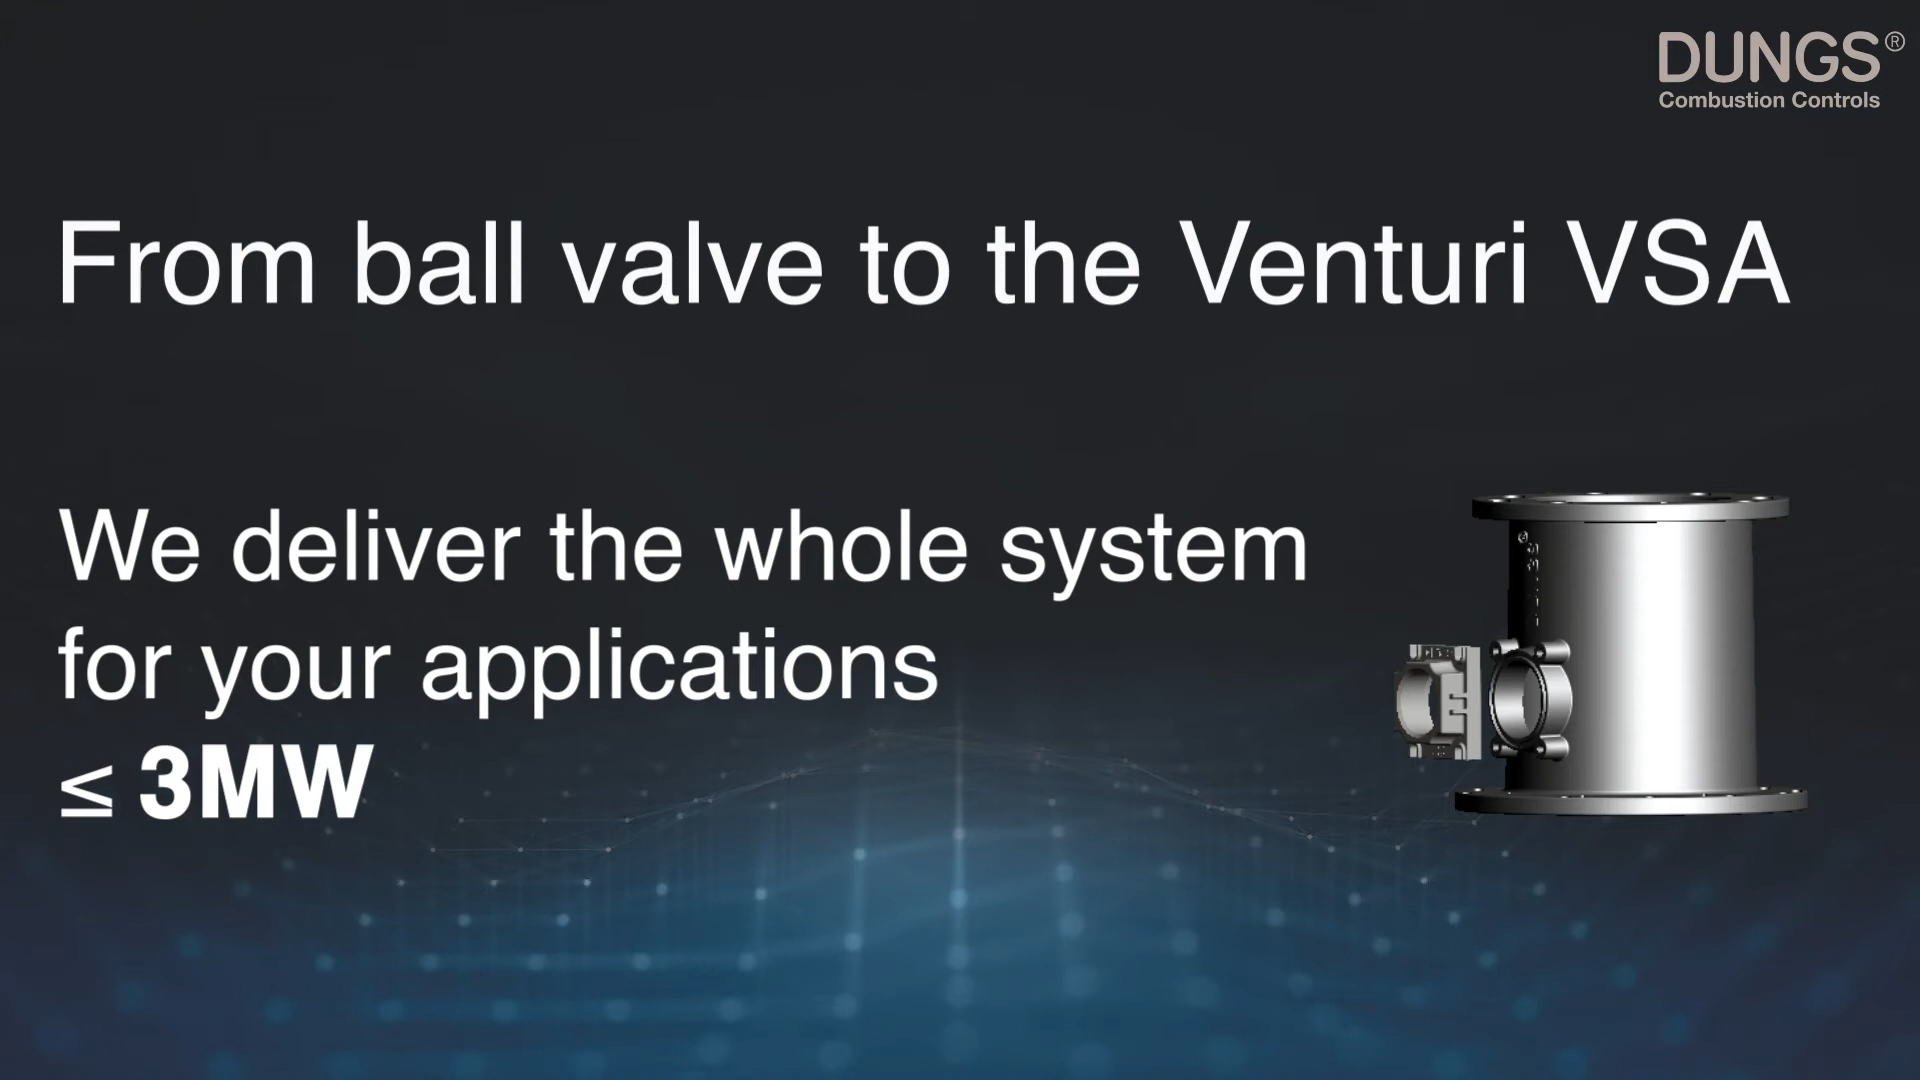 DUNGS®
Combustion Controls
From ball valve to the Venturi VSA
We deliver the whole system
for your applications
≤ 3MW